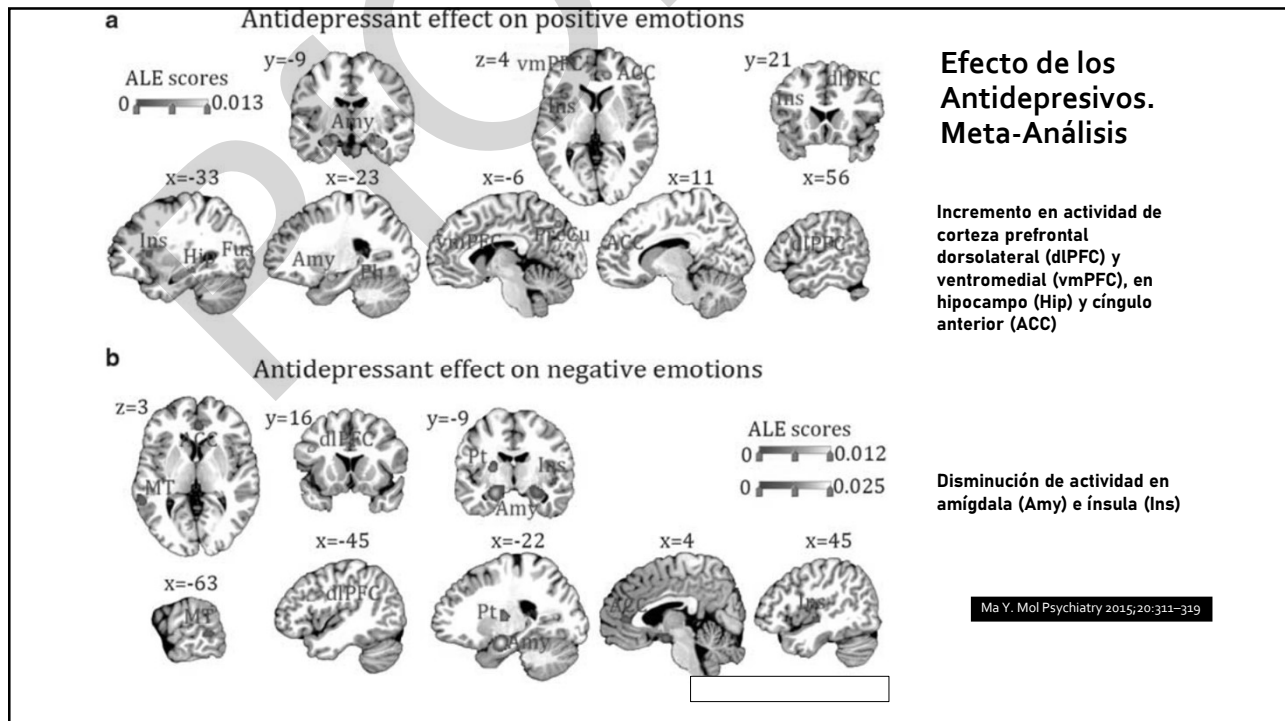 a
Antidepressant effect on positive emotions
ALE scores
0 0.013
y=-9
Amy
z=4 vmPFC ACC
Ins
y=21
dlPFC
Ins
x=-33
Ins
Hip Fus
x=-23
Amy
Ph
x=-6
vmPFC PreCu
x=11
ACC
x=56
dlPFC
b
Antidepressant effect on negative emotions
z=3
ACC
MT
y=16
dlPFC
y=-9
Pt Ins
Amy
ALE scores
0 0.012
0 0.025
x=-63
MT
x=-45
dlPFC
x=-22
Pt
Amy
x=4
ACC
x=45
Ins
Efecto de los
Antidepresivos.
Meta-Análisis
Incremento en actividad de
corteza prefrontal
dorsolateral (dlPFC) y
ventromedial (vmPFC), en
hipocampo (Hip) y cíngulo
anterior (ACC)
Disminución de actividad en
amígdala (Amy) e ínsula (Ins)
Ma Y. Mol Psychiatry 2015;20:311–319